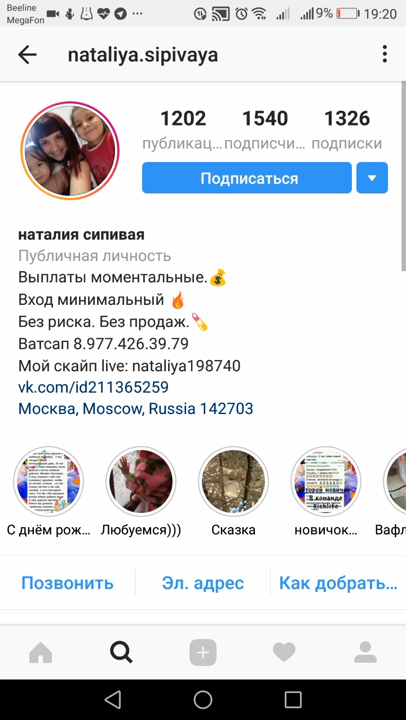 Beeline
MegaFon
9% 19:20
nataliya.sipivaya
1202 1540 1326
публикац... подписчи... подписки
Подписаться
наталия сипивая
Публичная личность
Выплаты моментальные.💰
Вход минимальный 🔥
Без риска. Без продаж.💊
Ватсап 8.977.426.39.79
Мой скайп live: nataliya198740
vk.com/id211365259
Москва, Moscow, Russia 142703
В команде
Richlife
С днём рож... Любуемся))) Сказка новичок... Вафл
Позвонить Эл. адрес Как добрать...